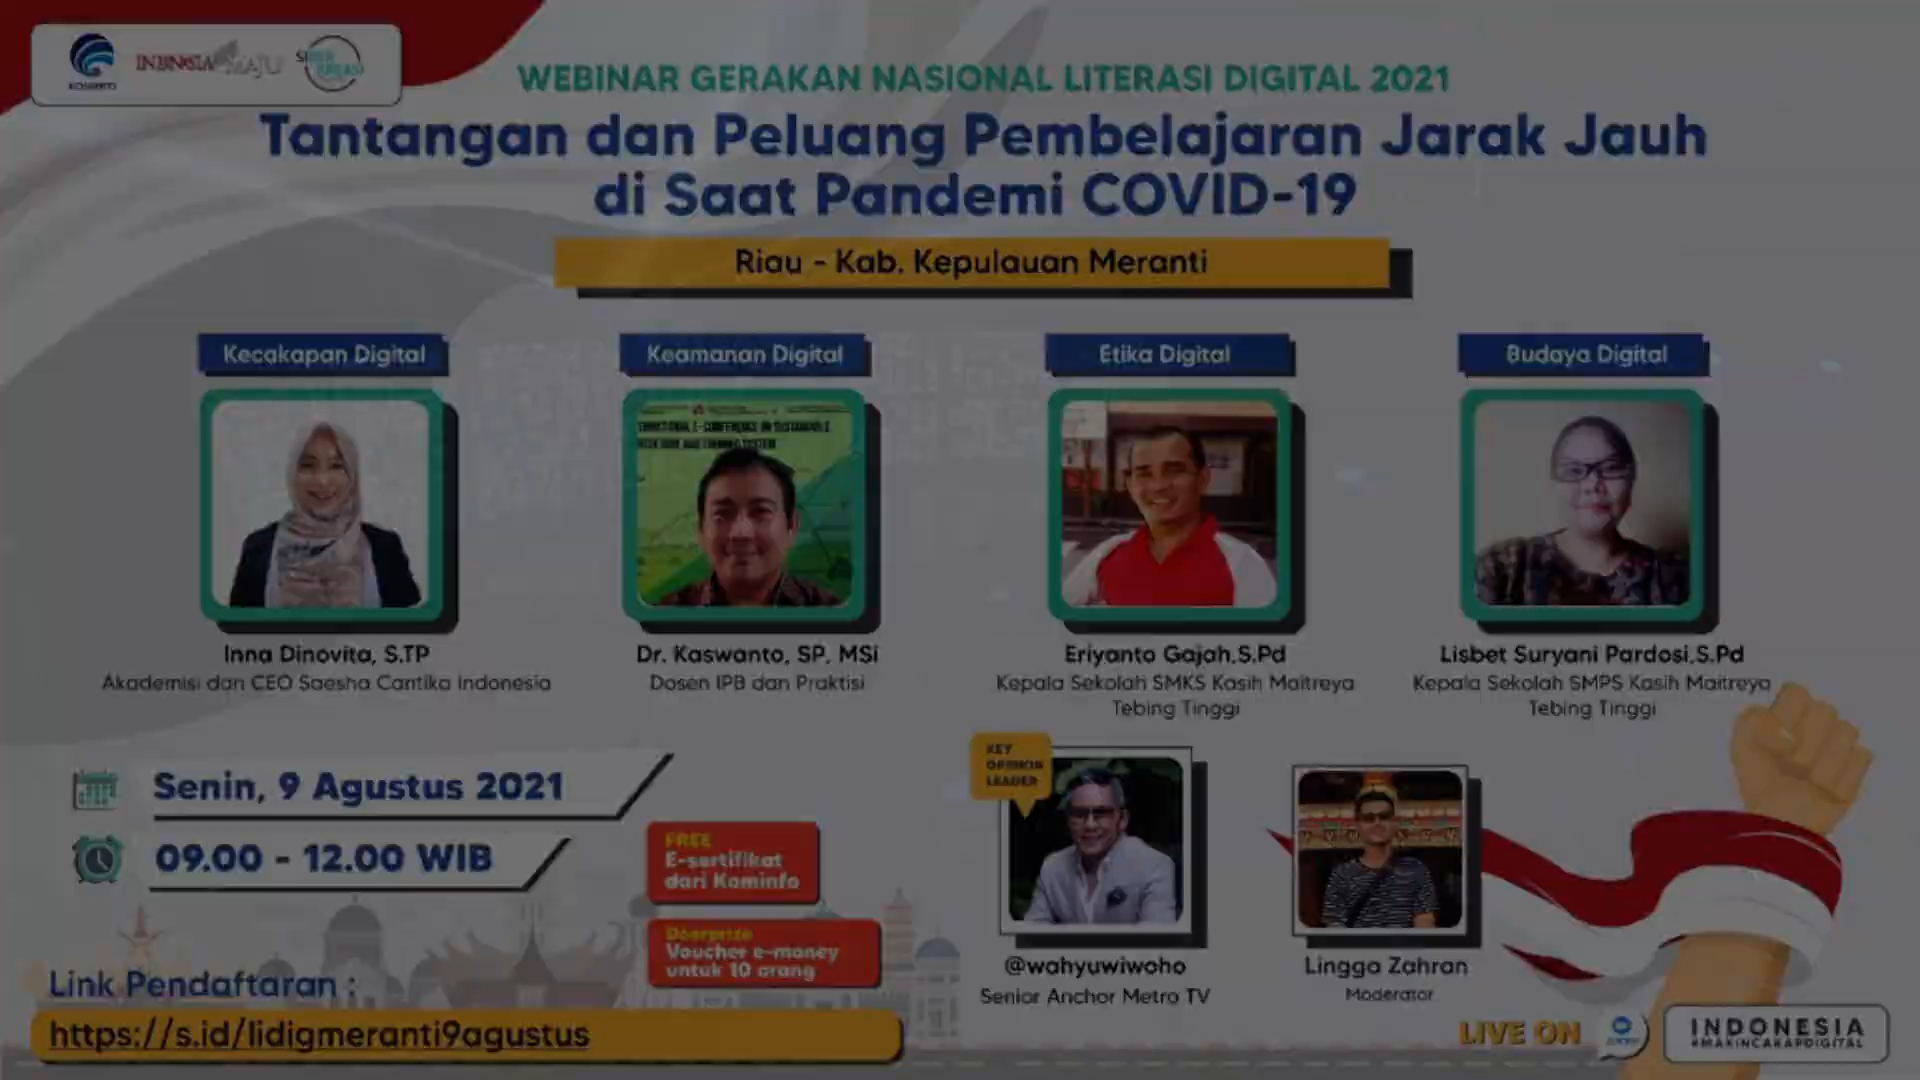 KOMINFO
SIBER KREASI
WEBINAR GERAKAN NASIONAL LITERASI DIGITAL 2021
Tantangan dan Peluang Pembelajaran Jarak Jauh
di Saat Pandemi COVID-19
Riau - Kab. Kepulauan Meranti
Kecakapan Digital
Keamanan Digital
Etika Digital
Budaya Digital
Inna Dinovita, S.TP
Akademisi dan CEO Saesha Cantika Indonesia
Dr. Kaswanto, SP, MSi
Dosen IPB dan Praktisi
Eriyanto Gajah,S.Pd
Kepala Sekolah SMKS Kasih Maitreya
Tebing Tinggi
Lisbet Suryani Pardosi,S.Pd
Kepala Sekolah SMPS Kasih Maitreya
Tebing Tinggi
Senin, 9 Agustus 2021
09.00 - 12.00 WIB
FREE
E-sertifikat
dari Kominfo
Doorprize
Voucher e-money
untuk 10 orang
KEY
OPINION
LEADER
@wahyuwiwoho
Senior Anchor Metro TV
Lingga Zahran
Moderator
Link Pendaftaran :
https://s.id/lidigmeranti9agustus
LIVE ON
INDONESIA
#MAKINCAKAPDIGITAL